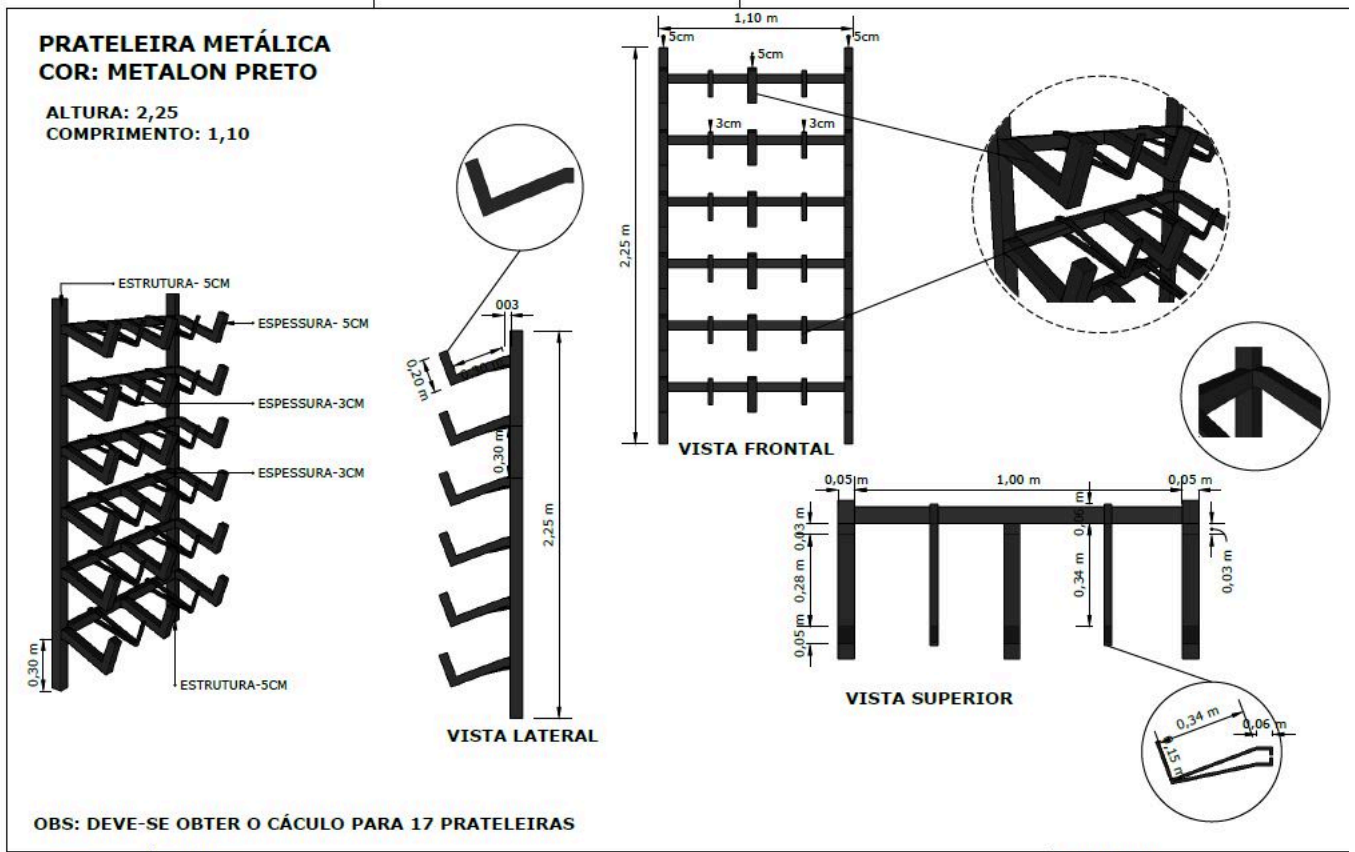 PRATELEIRA METÁLICA
COR: METALON PRETO
ALTURA: 2,25
COMPRIMENTO: 1,10
ESTRUTURA- 5CM
ESPESSURA- 5CM
ESPESSURA-3CM
ESPESSURA-3CM
0,30 m
ESTRUTURA-5CM
003
0,20 m
0,30 m
2,25 m
VISTA LATERAL
1,10 m
5cm
5cm
5cm
3cm
3cm
2,25 m
VISTA FRONTAL
0,05 m
1,00 m
0,05 m
0,06 m
0,03 m
0,28 m
0,34 m
0,03 m
0,05 m
VISTA SUPERIOR
0,34 m
0,06 m
OBS: DEVE-SE OBTER O CÁCULO PARA 17 PRATELEIRAS